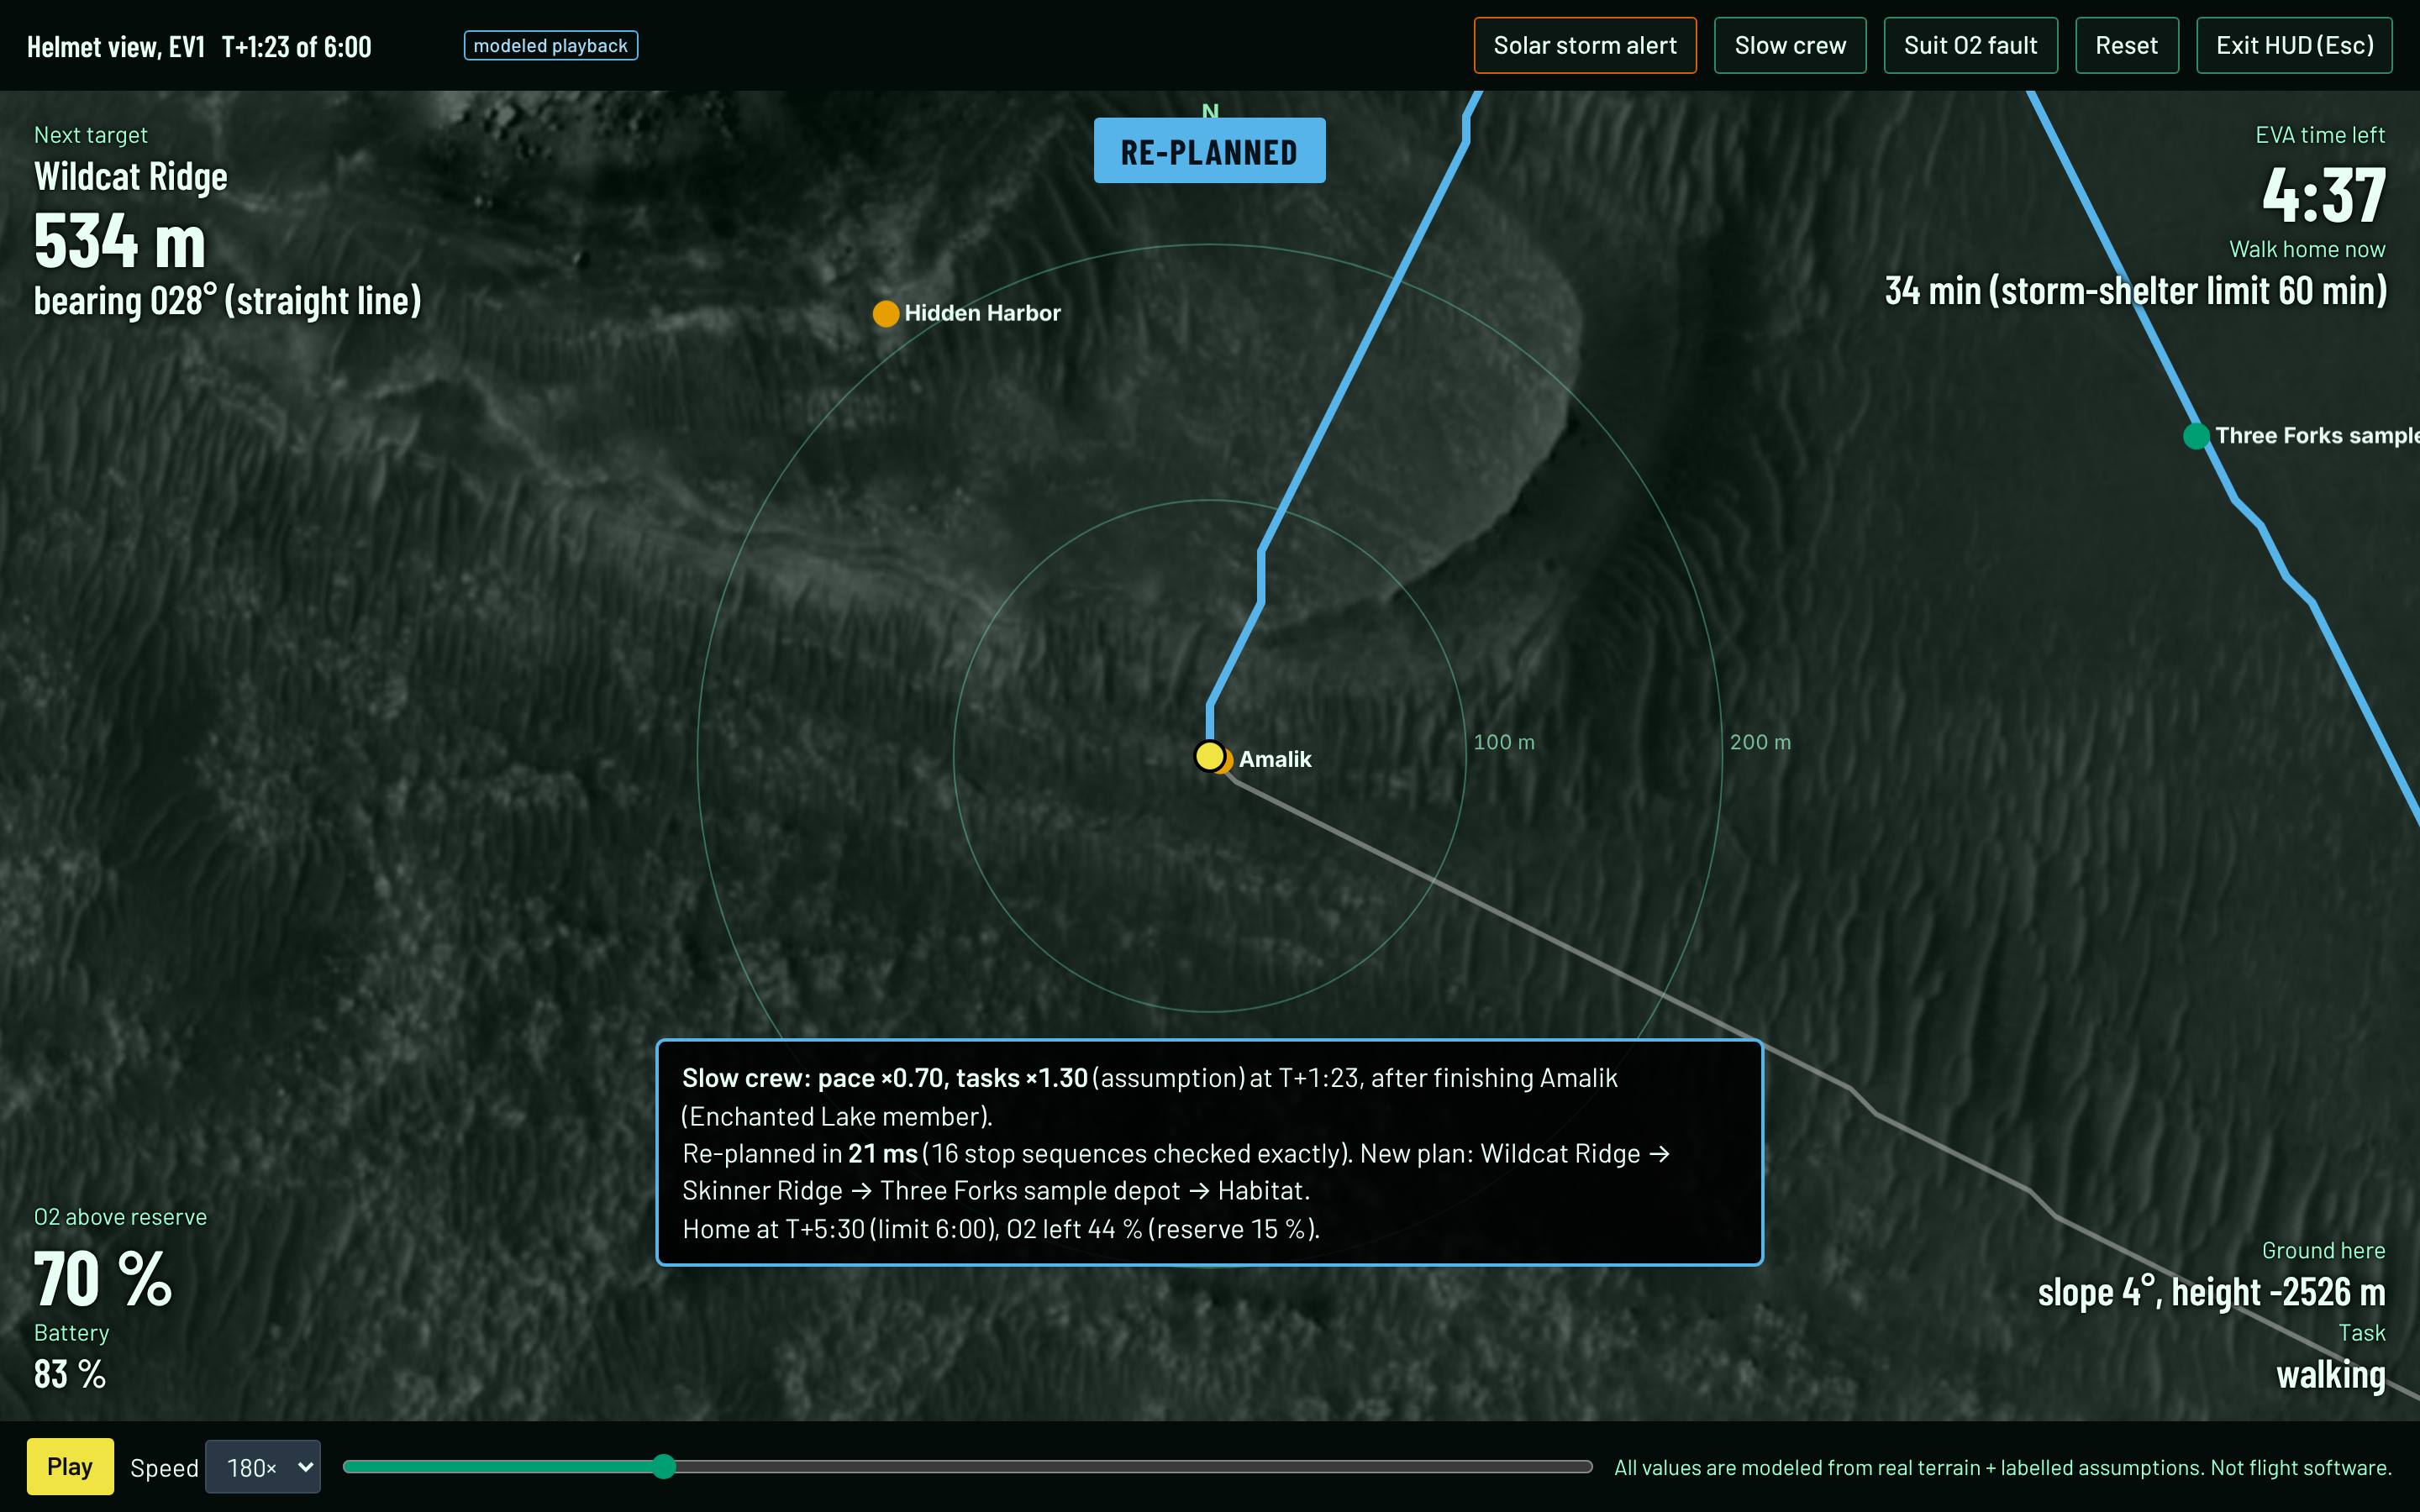 Helmet view, EV1 T+1:23 of 6:00
modeled playback
Solar storm alert
Slow crew
Suit O2 fault
Reset
Exit HUD (Esc)
N
RE-PLANNED
Next target
Wildcat Ridge
534 m
bearing 028° (straight line)
EVA time left
4:37
Walk home now
34 min (storm-shelter limit 60 min)
Hidden Harbor
Three Forks sample
Amalik
100 m
200 m
Slow crew: pace ×0.70, tasks ×1.30 (assumption) at T+1:23, after finishing Amalik
(Enchanted Lake member).
Re-planned in 21 ms (16 stop sequences checked exactly). New plan: Wildcat Ridge →
Skinner Ridge → Three Forks sample depot → Habitat.
Home at T+5:30 (limit 6:00), O2 left 44 % (reserve 15 %).
O2 above reserve
70 %
Battery
83 %
Ground here
slope 4°, height -2526 m
Task
walking
Play
Speed
180×
All values are modeled from real terrain + labelled assumptions. Not flight software.